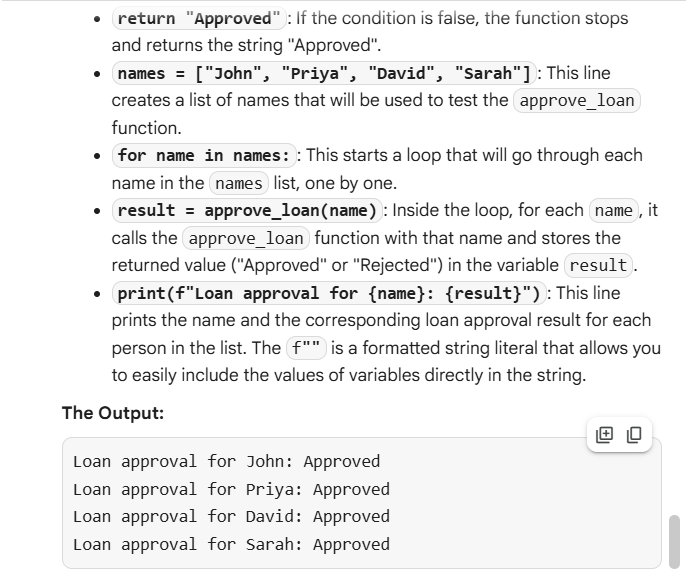 return "Approved" : If the condition is false, the function stops
and returns the string "Approved".
names = ["John", "Priya", "David", "Sarah"] : This line
creates a list of names that will be used to test the approve_loan
function.
for name in names: : This starts a loop that will go through each
name in the names list, one by one.
result = approve_loan(name) : Inside the loop, for each name , it
calls the approve_loan function with that name and stores the
returned value ("Approved" or "Rejected") in the variable result .
print(f"Loan approval for {name}: {result}") : This line
prints the name and the corresponding loan approval result for each
person in the list. The f"" is a formatted string literal that allows you
to easily include the values of variables directly in the string.
The Output:
Loan approval for John: Approved
Loan approval for Priya: Approved
Loan approval for David: Approved
Loan approval for Sarah: Approved